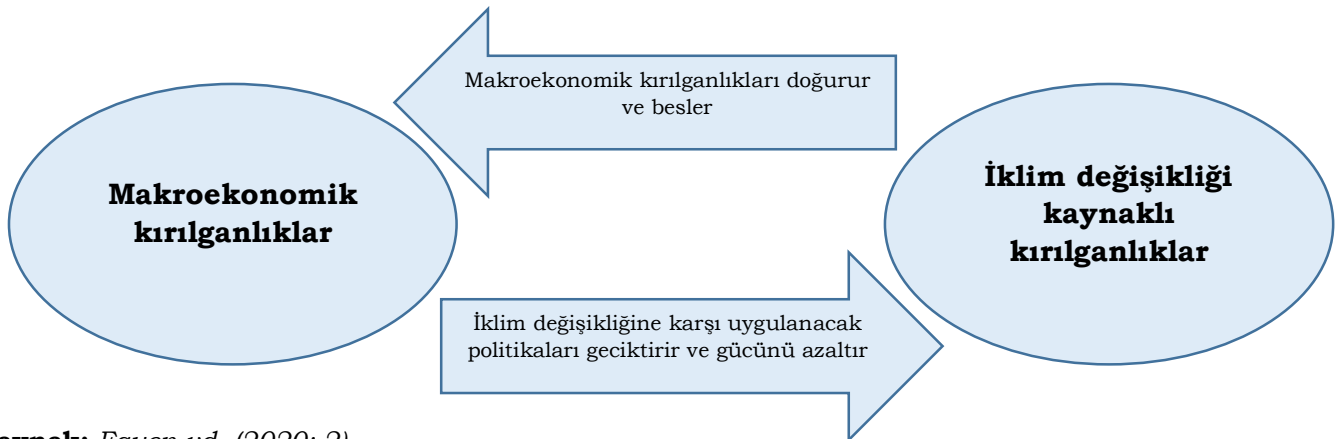 Makroekonomik kırılganlıkları doğurur
ve besler
Makroekonomik
kırılganlıklar
İklim değişikliği
kaynaklı
kırılganlıklar
İklim değişikliğine karşı uygulanacak
politikaları geciktirir ve gücünü azaltır